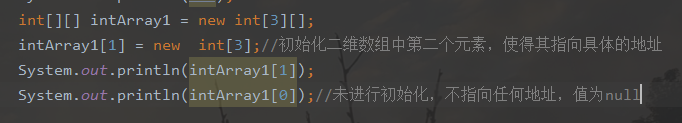 int[][] intArray1 = new int[3][];
intArray1[1] = new  int[3];//初始化二维数组中第二个元素，使得其指向具体的地址
System.out.println(intArray1[1]);
System.out.println(intArray1[0]);//未进行初始化，不指向任何地址，值为null